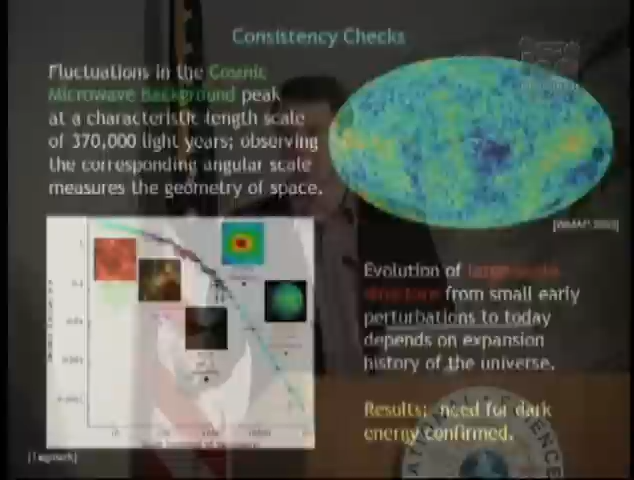 Consistency Checks
Fluctuations in the Cosmic
Microwave Background peak
at a characteristic length scale
of 370,000 light years; observing
the corresponding angular scale
measures the geometry of space.
Evolution of large-scale
structure from small early
perturbations to today
depends on expansion
history of the universe.
Results: need for dark
energy confirmed.
[Tegmark]